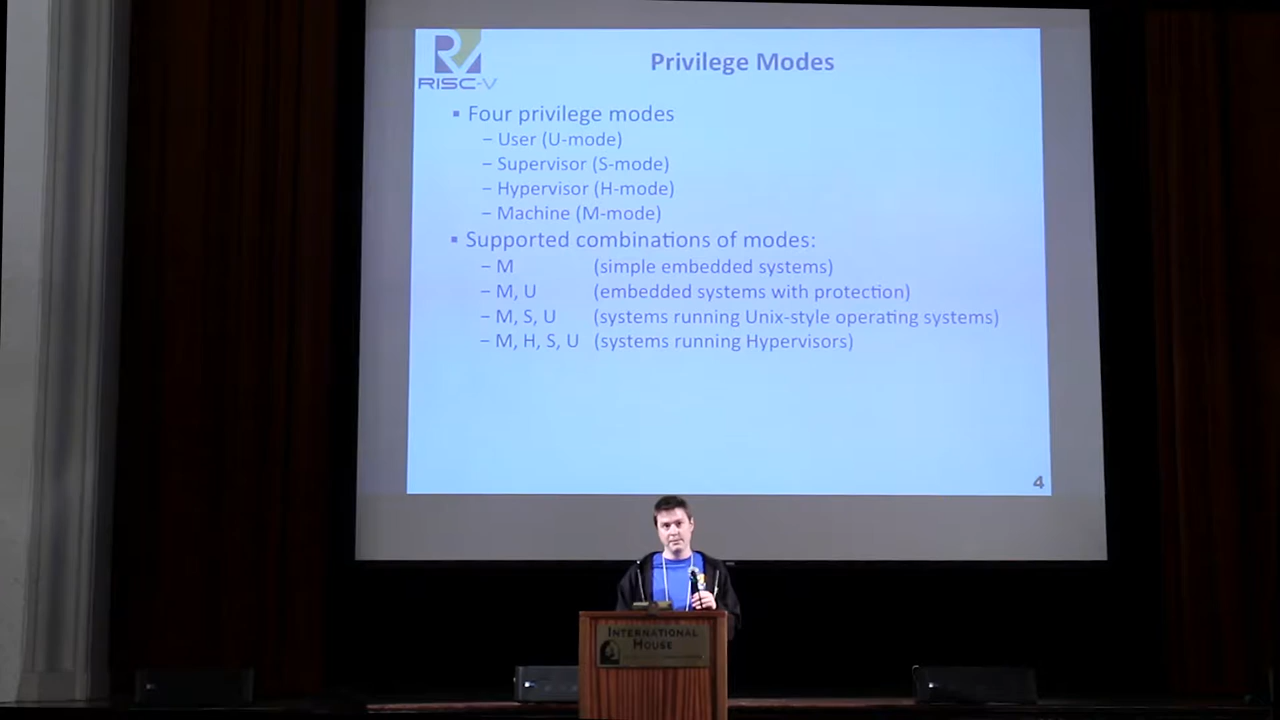 RISC-V
Privilege Modes
▪ Four privilege modes
– User (U-mode)
– Supervisor (S-mode)
– Hypervisor (H-mode)
– Machine (M-mode)
▪ Supported combinations of modes:
– M (simple embedded systems)
– M, U (embedded systems with protection)
– M, S, U (systems running Unix-style operating systems)
– M, H, S, U (systems running Hypervisors)
4
INTERNATIONAL
HOUSE